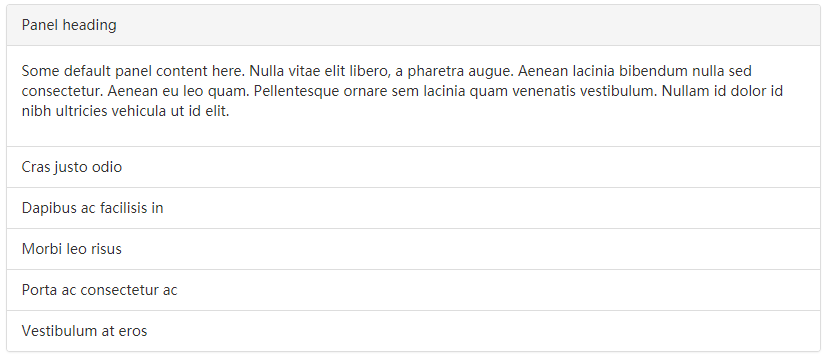 Panel heading
Some default panel content here. Nulla vitae elit libero, a pharetra augue. Aenean lacinia bibendum nulla sed
consectetur. Aenean eu leo quam. Pellentesque ornare sem lacinia quam venenatis vestibulum. Nullam id dolor id
nibh ultricies vehicula ut id elit.
Cras justo odio
Dapibus ac facilisis in
Morbi leo risus
Porta ac consectetur ac
Vestibulum at eros